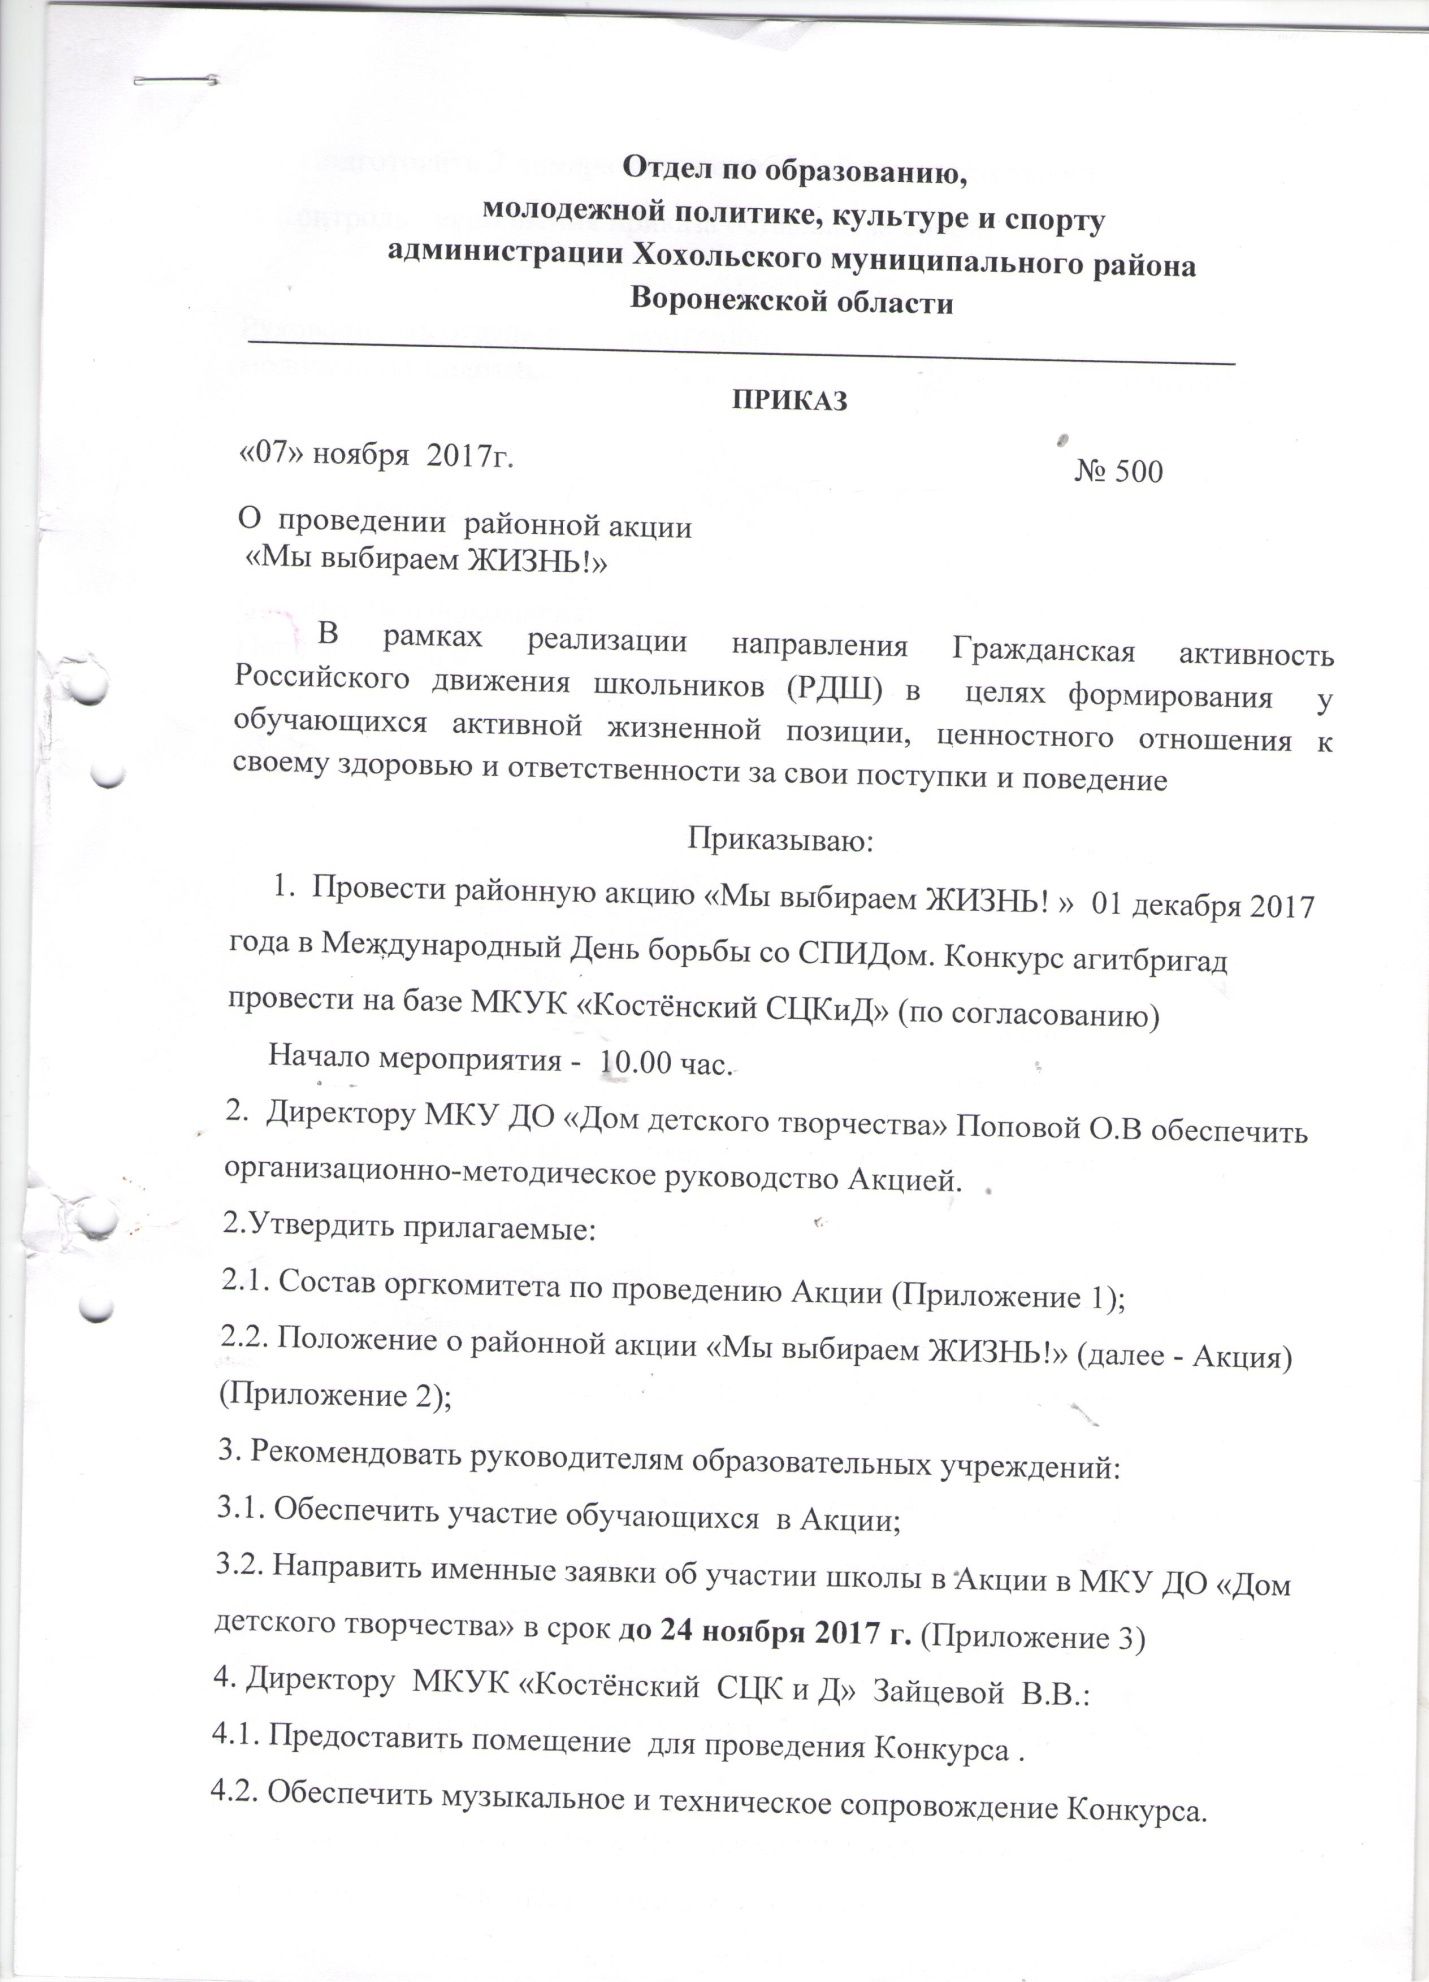 Отдел по образованию,
молодежной политике, культуре и спорту
администрации Хохольского муниципального района
Воронежской области
ПРИКАЗ
«07» ноября 2017г.
№ 500
О проведении районной акции
«Мы выбираем ЖИЗНЬ!»
В рамках реализации направления Гражданская активность
Российского движения школьников (РДШ) в целях формирования у
обучающихся активной жизненной позиции, ценностного отношения к
своему здоровью и ответственности за свои поступки и поведение
Приказываю:
1. Провести районную акцию «Мы выбираем ЖИЗНЬ! » 01 декабря 2017
года в Международный День борьбы со СПИДом. Конкурс агитбригад
провести на базе МКУК «Костёнский СЦКиД» (по согласованию)
Начало мероприятия - 10.00 час.
2. Директору МКУ ДО «Дом детского творчества» Поповой О.В обеспечить
организационно-методическое руководство Акцией.
2.Утвердить прилагаемые:
2.1. Состав оргкомитета по проведению Акции (Приложение 1);
2.2. Положение о районной акции «Мы выбираем ЖИЗНЬ!» (далее - Акция)
(Приложение 2);
3. Рекомендовать руководителям образовательных учреждений:
3.1. Обеспечить участие обучающихся в Акции;
3.2. Направить именные заявки об участии школы в Акции в МКУ ДО «Дом
детского творчества» в срок до 24 ноября 2017 г. (Приложение 3)
4. Директору МКУК «Костёнский СЦК и Д» Зайцевой В.В.:
4.1. Предоставить помещение для проведения Конкурса .
4.2. Обеспечить музыкальное и техническое сопровождение Конкурса.